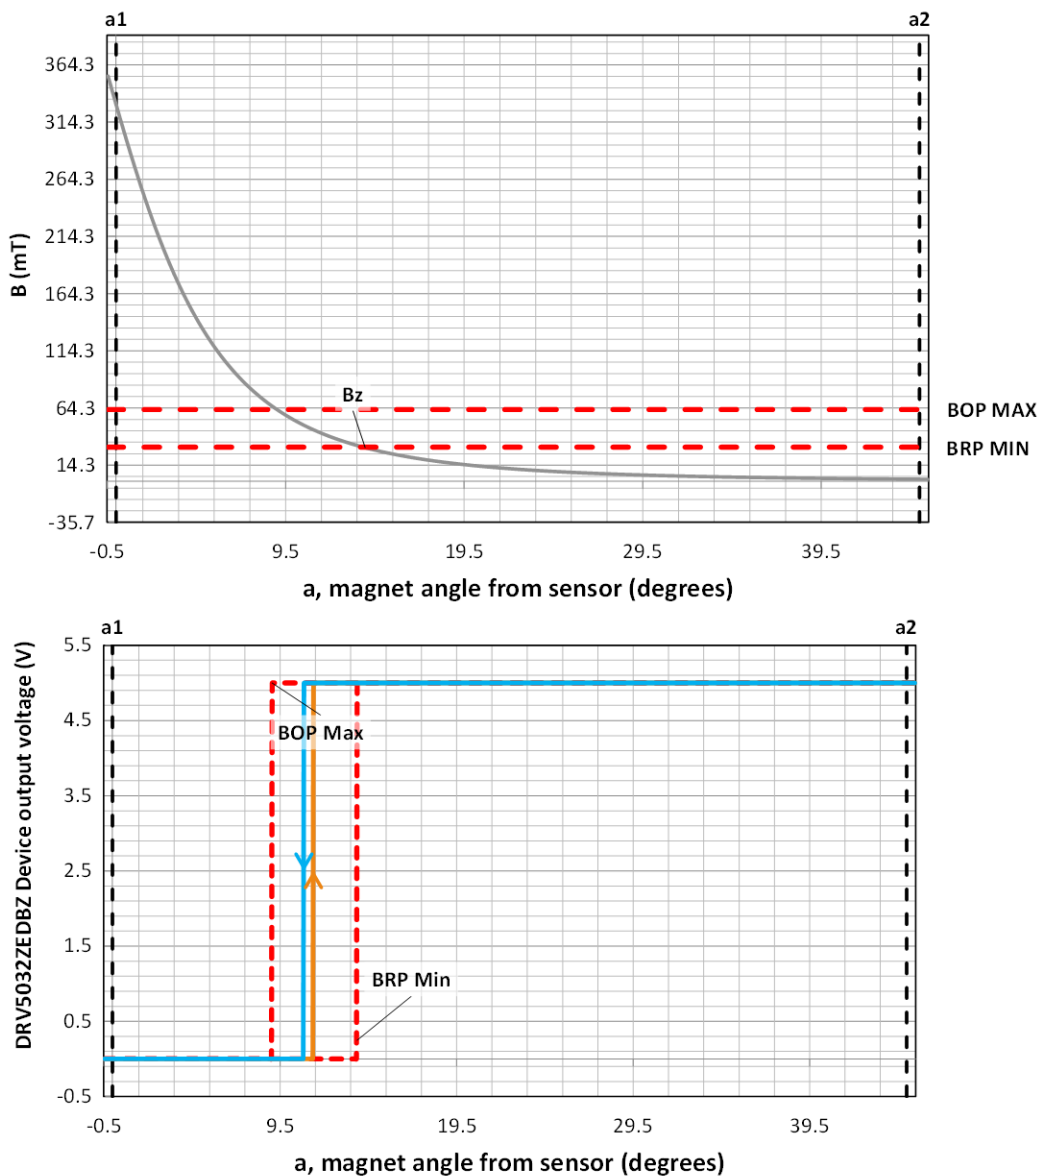 a1
a2
364.3
314.3
264.3
214.3
164.3
114.3
64.3
14.3
-35.7
B (mT)
Bz
BOP MAX
BRP MIN
-0.5
9.5
19.5
29.5
39.5
a, magnet angle from sensor (degrees)
a1
a2
5.5
4.5
3.5
2.5
1.5
0.5
-0.5
DRV5032ZEDBZ Device output voltage (V)
BOP Max
BRP Min
-0.5
9.5
19.5
29.5
39.5
a, magnet angle from sensor (degrees)